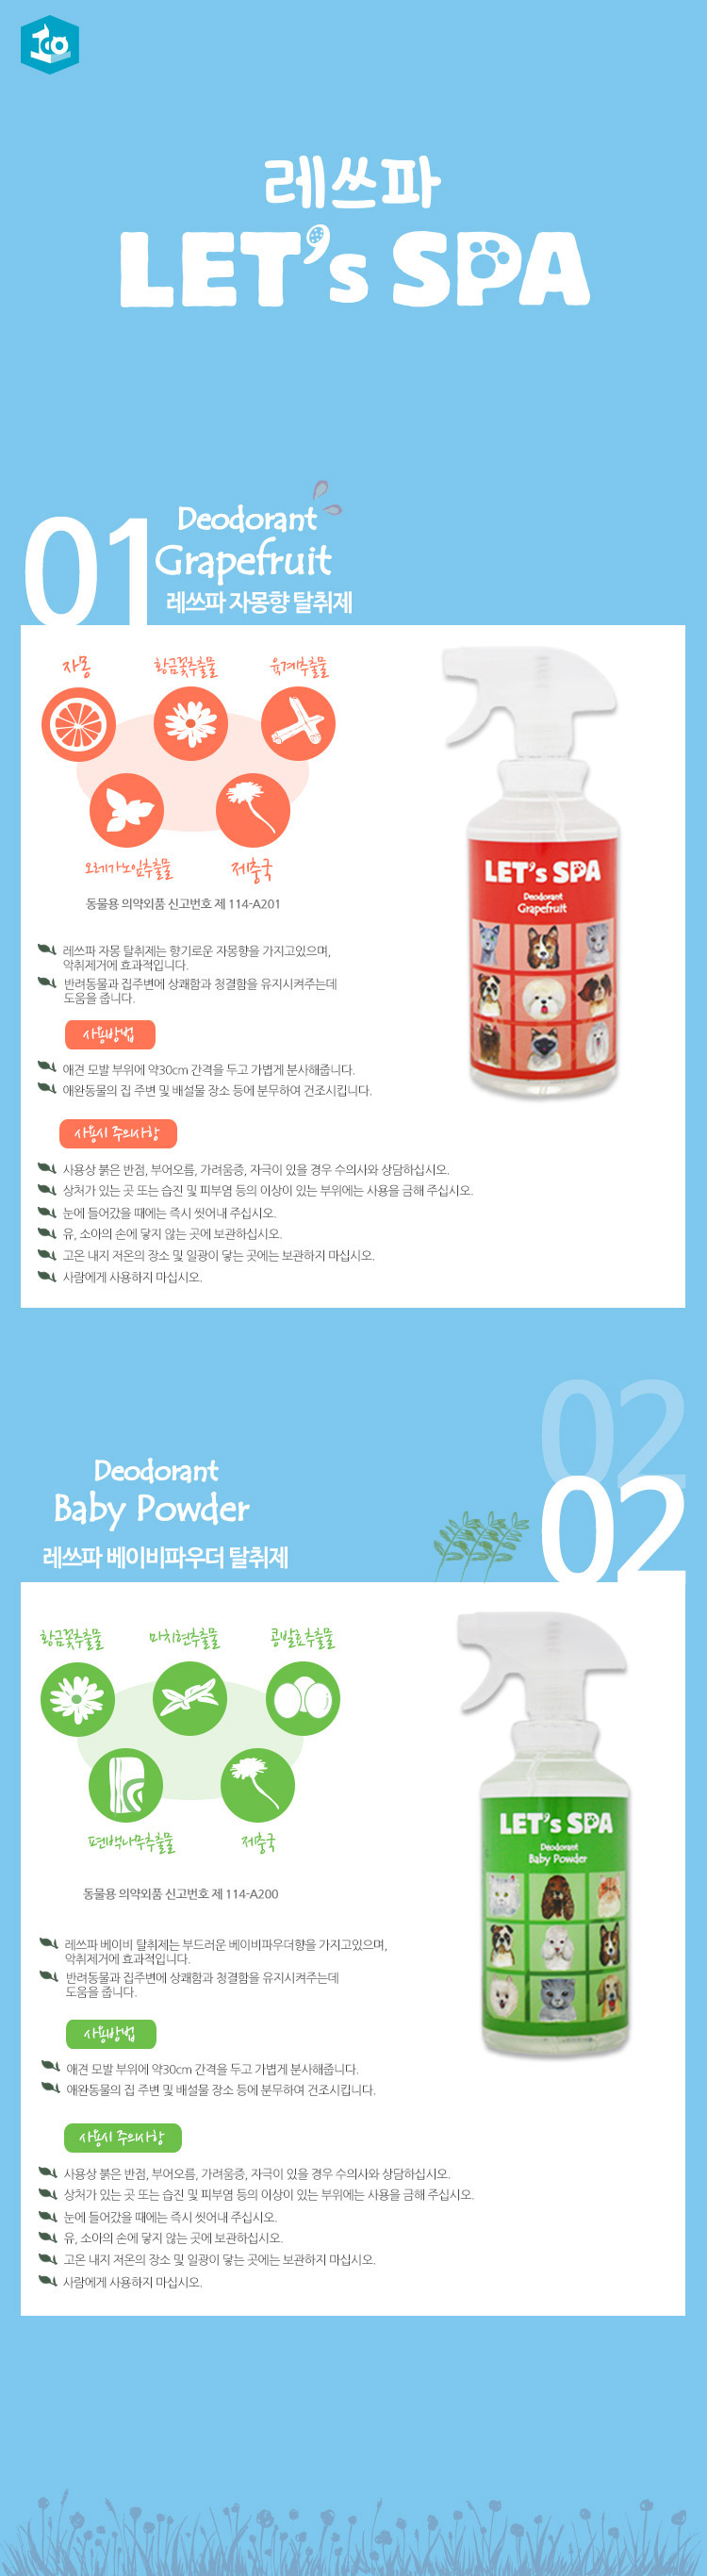 레쓰파
LET's SPA
01
Deodorant
Grapefruit
레쓰파 자몽향 탈취제
자몽
황금꽃추출물
육계추출물
오레가노잎추출물
제충국
LET's SPA
Deodorant
Grapefruit
동물용 의약외품 신고번호 제 114-A201
레쓰파 자몽 탈취제는 향기로운 자몽향을 가지고있으며,
악취제거에 효과적입니다.
반려동물과 집주변에 상쾌함과 청결함을 유지시켜주는데
도움을 줍니다.
사용방법
애견 모발 부위에 약30cm 간격을 두고 가볍게 분사해줍니다.
애완동물의 집 주변 및 배설물 장소 등에 분무하여 건조시킵니다.
사용시 주의사항
사용상 붉은 반점, 부어오름, 가려움증, 자극이 있을 경우 수의사와 상담하십시오.
상처가 있는 곳 또는 습진 및 피부염 등의 이상이 있는 부위에는 사용을 금해 주십시오.
눈에 들어갔을 때에는 즉시 씻어내 주십시오.
유, 소아의 손에 닿지 않는 곳에 보관하십시오.
고온 내지 저온의 장소 및 일광이 닿는 곳에는 보관하지 마십시오.
사람에게 사용하지 마십시오.
02
02
Deodorant
Baby Powder
레쓰파 베이비파우더 탈취제
황금꽃추출물
마치현추출물
콩발효추출물
편백나무추출물
제충국
LET's SPA
Deodorant
Baby Powder
동물용 의약외품 신고번호 제 114-A200
레쓰파 베이비 탈취제는 부드러운 베이비파우더향을 가지고있으며,
악취제거에 효과적입니다.
반려동물과 집주변에 상쾌함과 청결함을 유지시켜주는데
도움을 줍니다.
사용방법
애견 모발 부위에 약30cm 간격을 두고 가볍게 분사해줍니다.
애완동물의 집 주변 및 배설물 장소 등에 분무하여 건조시킵니다.
사용시 주의사항
사용상 붉은 반점, 부어오름, 가려움증, 자극이 있을 경우 수의사와 상담하십시오.
상처가 있는 곳 또는 습진 및 피부염 등의 이상이 있는 부위에는 사용을 금해 주십시오.
눈에 들어갔을 때에는 즉시 씻어내 주십시오.
유, 소아의 손에 닿지 않는 곳에 보관하십시오.
고온 내지 저온의 장소 및 일광이 닿는 곳에는 보관하지 마십시오.
사람에게 사용하지 마십시오.